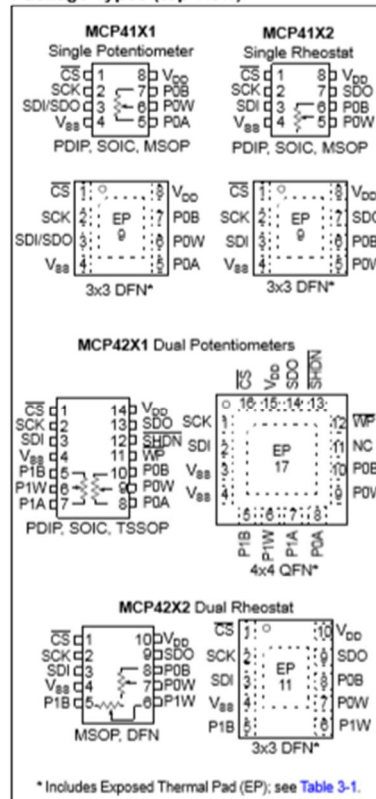 MCP41X1
Single Potentiometer
CS 1 8 VDD
SCK 2 7 P0B
SDI/SDO 3 6 P0W
VSS 4 5 P0A
PDIP, SOIC, MSOP
MCP41X2
Single Rheostat
CS 1 8 VDD
SCK 2 7 SDO
SDI 3 6 P0B
VSS 4 5 P0W
PDIP, SOIC, MSOP
CS 1 8 VDD
SCK 2 EP 7 P0B
SDI/SDO 3 9 6 P0W
VSS 4 5 P0A
3x3 DFN*
CS 1 8 VDD
SCK 2 EP 7 SDO
SDI 3 9 6 P0B
VSS 4 5 P0W
3x3 DFN*
MCP42X1 Dual Potentiometers
CS 1 14 VDD
SCK 2 13 SDO
SDI 3 12 SHDN
VSS 4 11 WP
P1B 5 10 P0B
P1W 6 9 P0W
P1A 7 8 P0A
PDIP, SOIC, TSSOP
CS VDD SDO SHDN
16 15 14 13
SCK 1 12 WP
SDI 2 EP 11 NC
VSS 3 17 10 P0B
VSS 4 9 P0W
5 6 7 8
P1B P1W P1A P0A
4x4 QFN*
MCP42X2 Dual Rheostat
CS 1 10 VDD
SCK 2 9 SDO
SDI 3 8 P0B
VSS 4 7 P0W
P1B 5 6 P1W
MSOP, DFN
CS 1 10 VDD
SCK 2 EP 9 SDO
SDI 3 11 8 P0B
VSS 4 7 P0W
P1B 5 6 P1W
3x3 DFN*
* Includes Exposed Thermal Pad (EP); see Table 3-1.